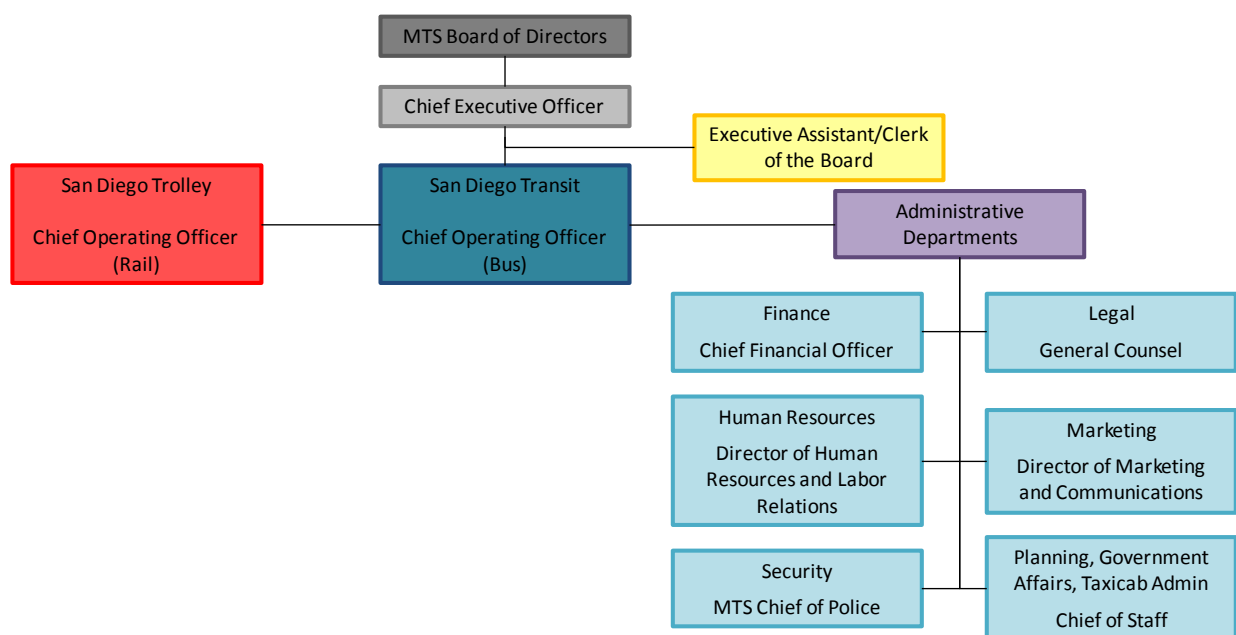 MTS Board of Directors
Chief Executive Officer
Executive Assistant/Clerk
of the Board
San Diego Trolley
Chief Operating Officer
(Rail)
San Diego Transit
Chief Operating Officer
(Bus)
Administrative
Departments
Finance
Chief Financial Officer
Legal
General Counsel
Human Resources
Director of Human
Resources and Labor
Relations
Marketing
Director of Marketing
and Communications
Security
MTS Chief of Police
Planning, Government
Affairs, Taxicab Admin
Chief of Staff